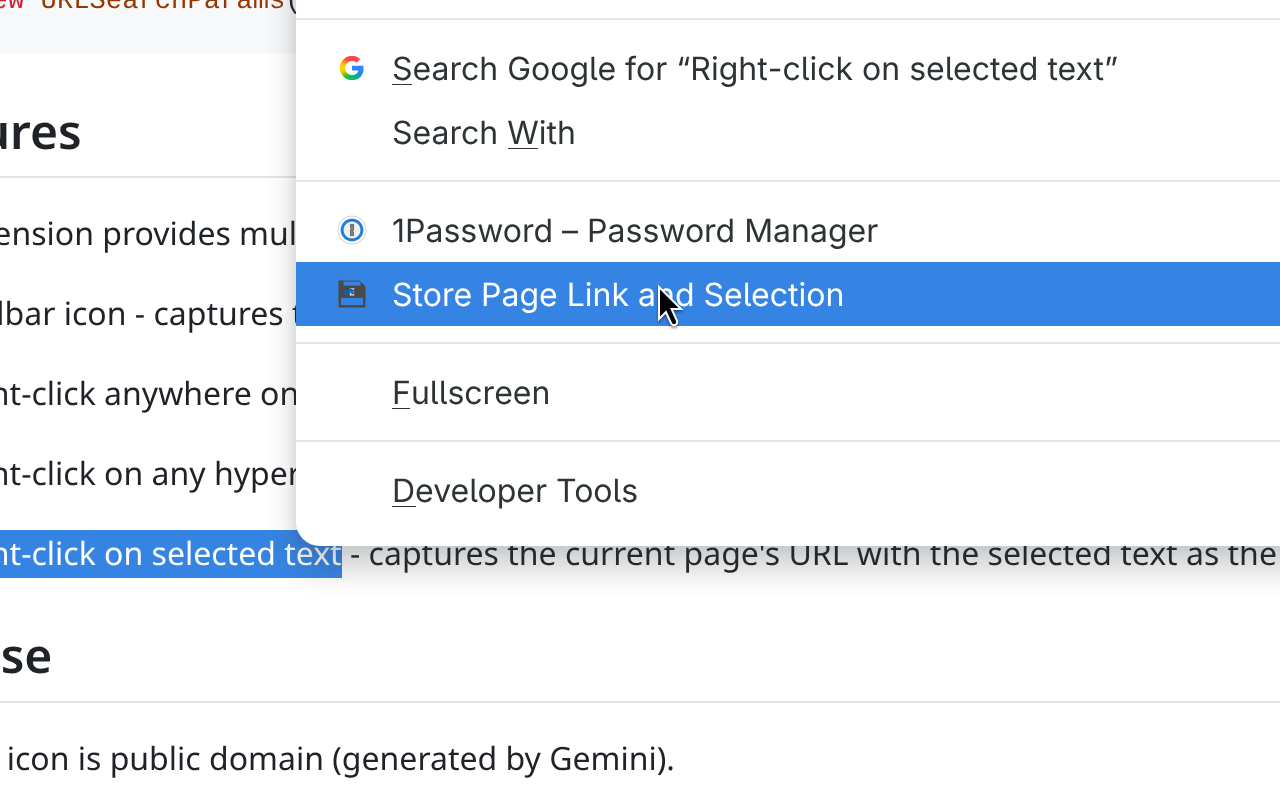 ew URLSearchParams(
Search Google for “Right-click on selected text”
ures
Search With
ension provides mul
1Password – Password Manager
lbar icon - captures
Store Page Link and Selection
nt-click anywhere on
Fullscreen
nt-click on any hyper
Developer Tools
nt-click on selected text - captures the current page's URL with the selected text as the
se
icon is public domain (generated by Gemini).